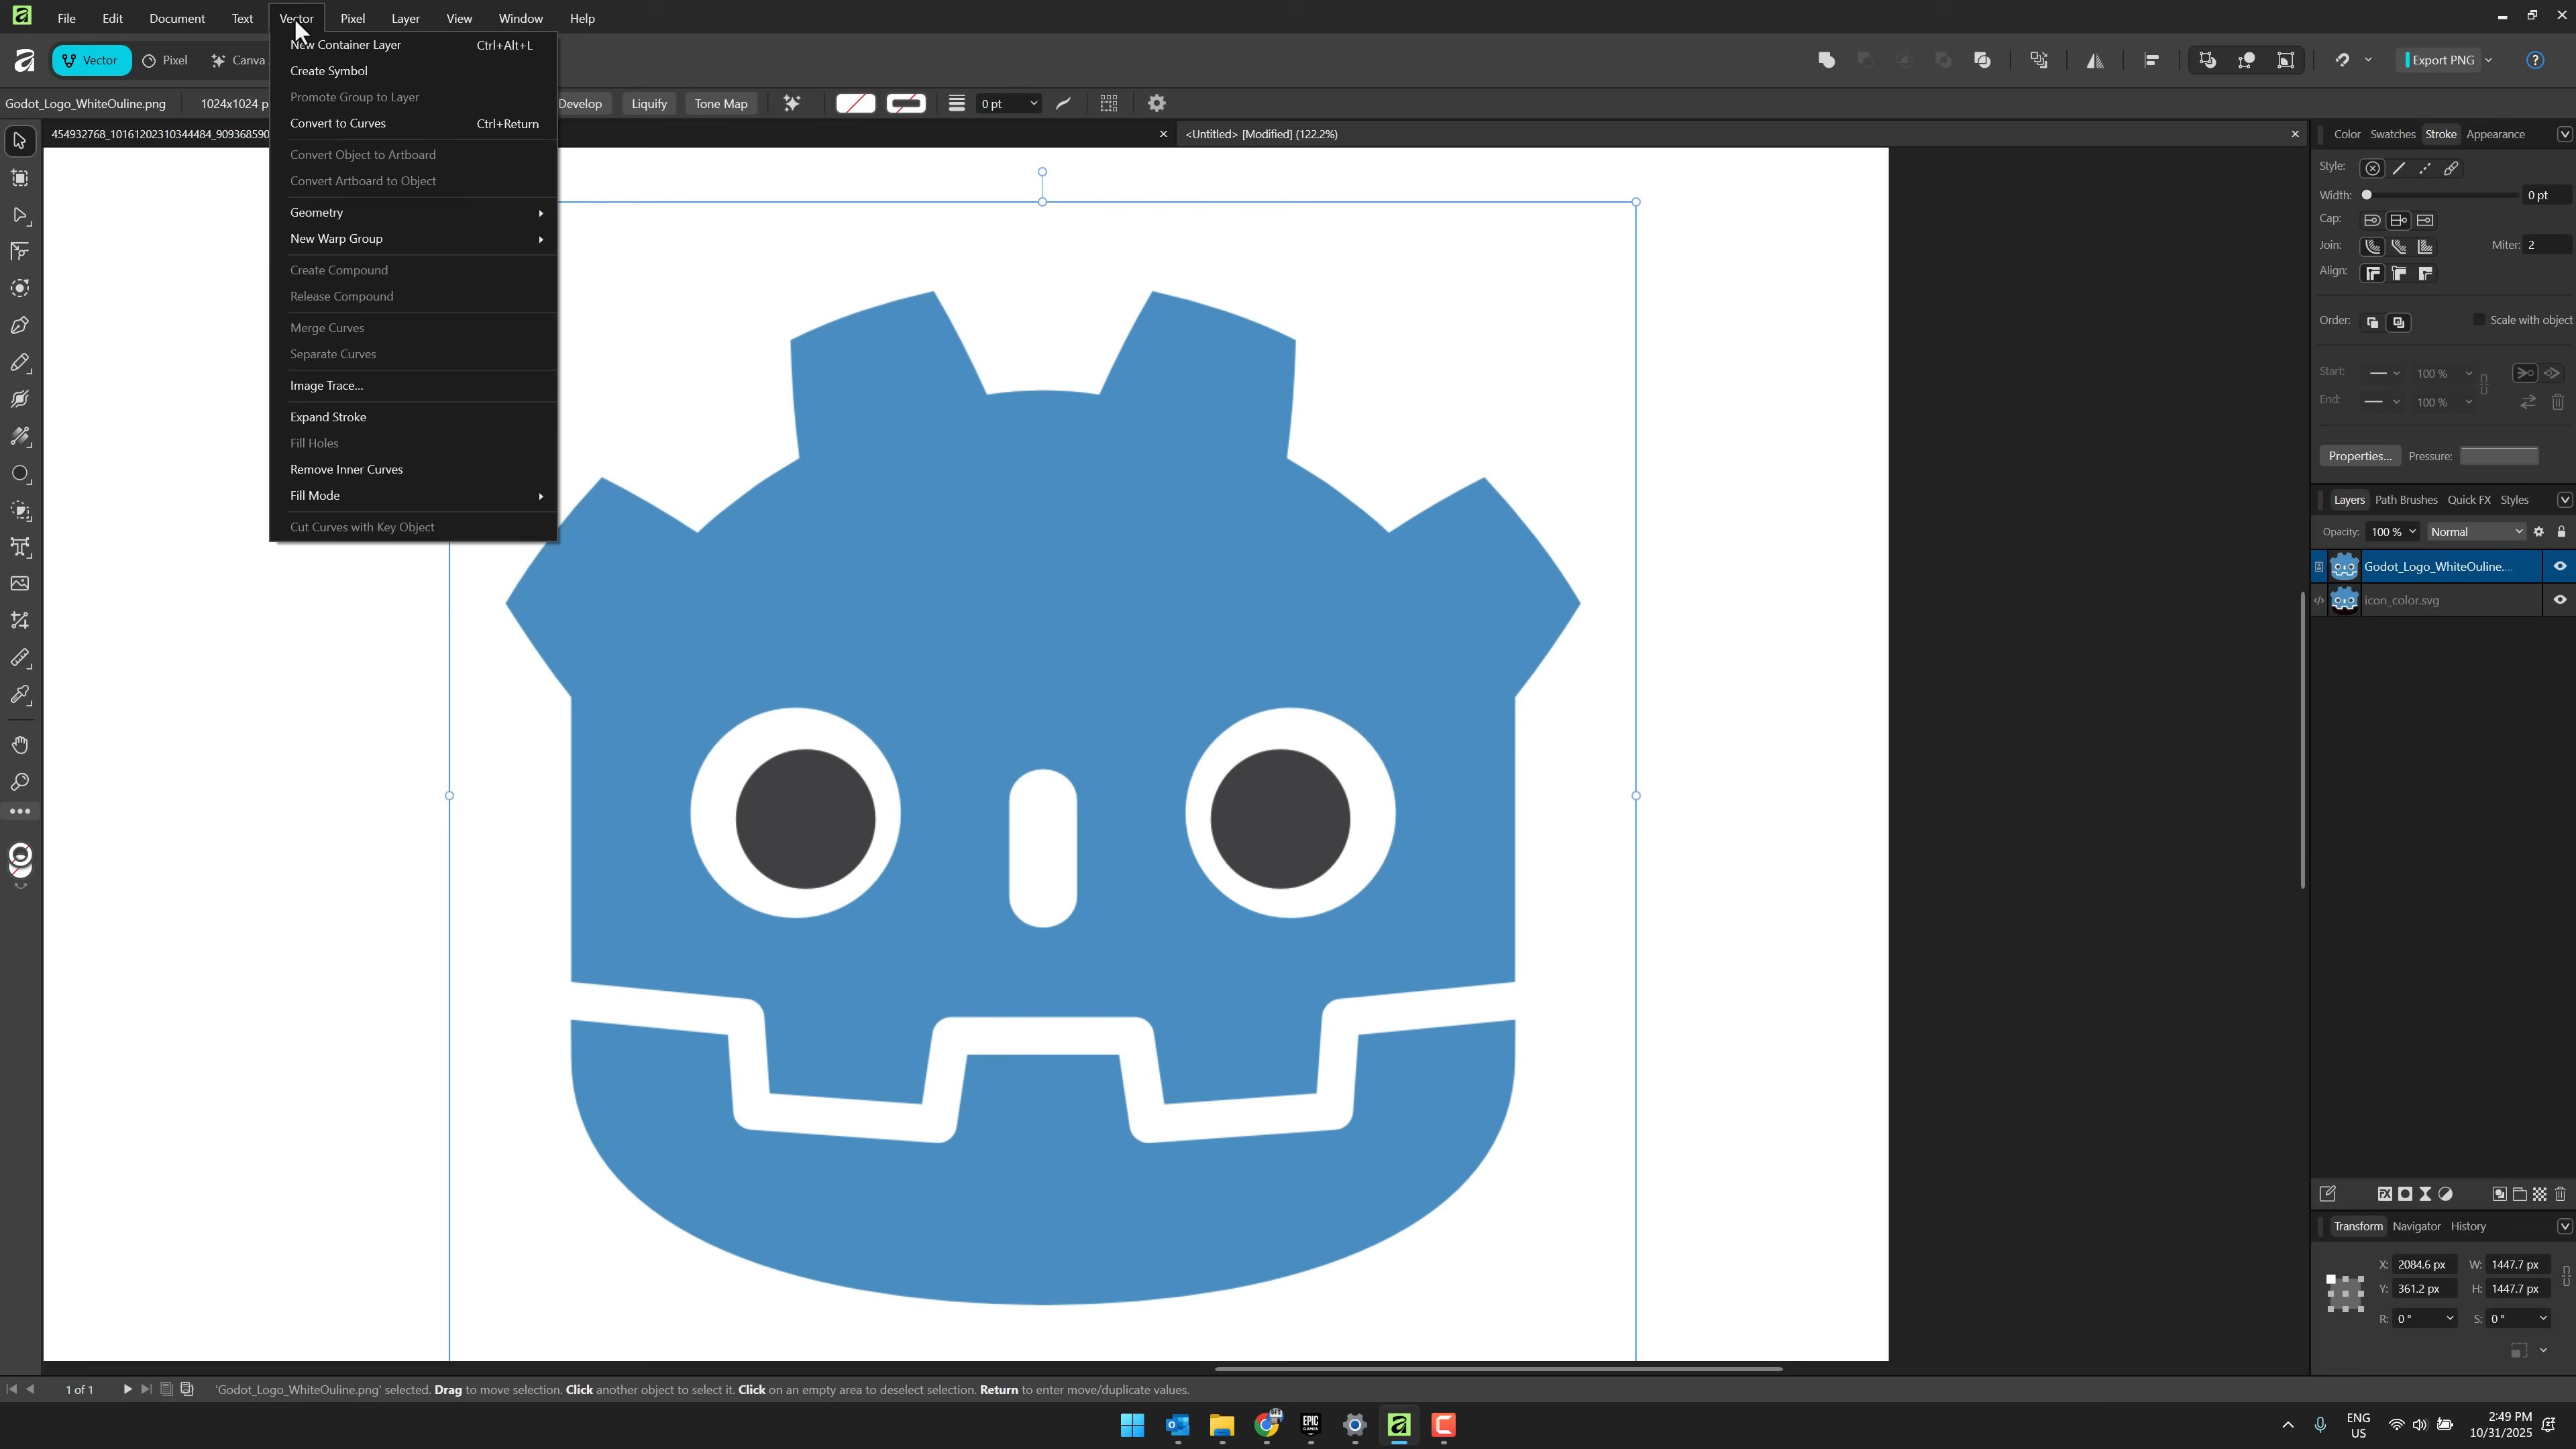 File Edit Document Text Vector Pixel Layer View Window Help
Vector Pixel Canva Export PNG
Godot_Logo_WhiteOuline.png 1024x1024 p Develop Liquify Tone Map 0 pt
454932768_10161202310344484_909368590 <Untitled> [Modified] (122.2%)
New Container Layer Ctrl+Alt+L
Create Symbol
Promote Group to Layer
Convert to Curves Ctrl+Return
Convert Object to Artboard
Convert Artboard to Object
Geometry
New Warp Group
Create Compound
Release Compound
Merge Curves
Separate Curves
Image Trace...
Expand Stroke
Fill Holes
Remove Inner Curves
Fill Mode
Cut Curves with Key Object
Color Swatches Stroke Appearance
Style:
Width: 0 pt
Cap:
Join: Miter: 2
Align:
Order: Scale with object
Start: 100 %
End: 100 %
Properties... Pressure:
Layers Path Brushes Quick FX Styles
Opacity: 100 % Normal
Godot_Logo_WhiteOuline....
icon_color.svg
Transform Navigator History
X: 2084.6 px W: 1447.7 px
Y: 361.2 px H: 1447.7 px
R: 0 ° S: 0 °
1 of 1 'Godot_Logo_WhiteOuline.png' selected. Drag to move selection. Click another object to select it. Click on an empty area to deselect selection. Return to enter move/duplicate values.
EPIC GAMES
ENG US
2:49 PM
10/31/2025